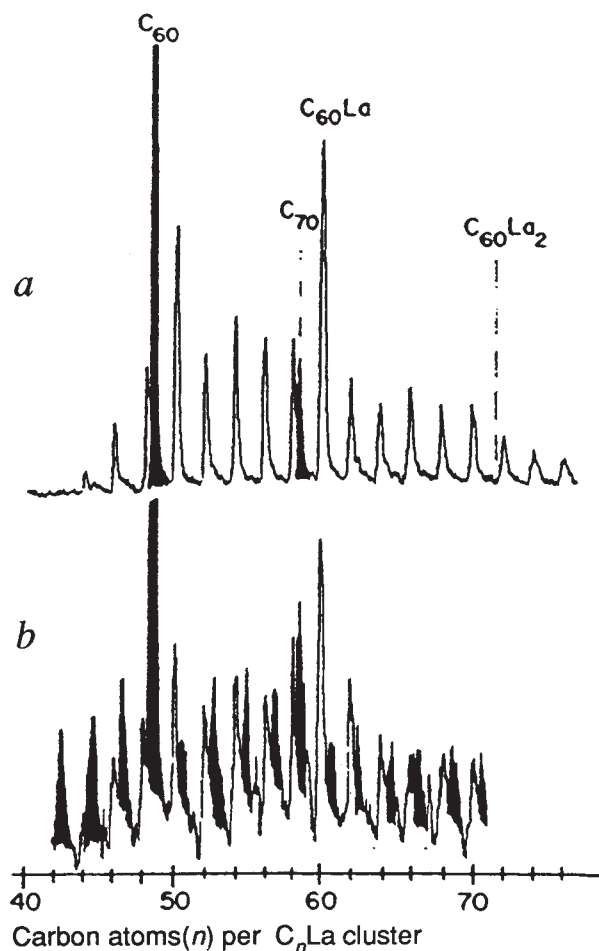 C₆₀
C₆₀La
C₇₀
C₆₀La₂
a
b
40 50 60 70
Carbon atoms(n) per CₙLa cluster